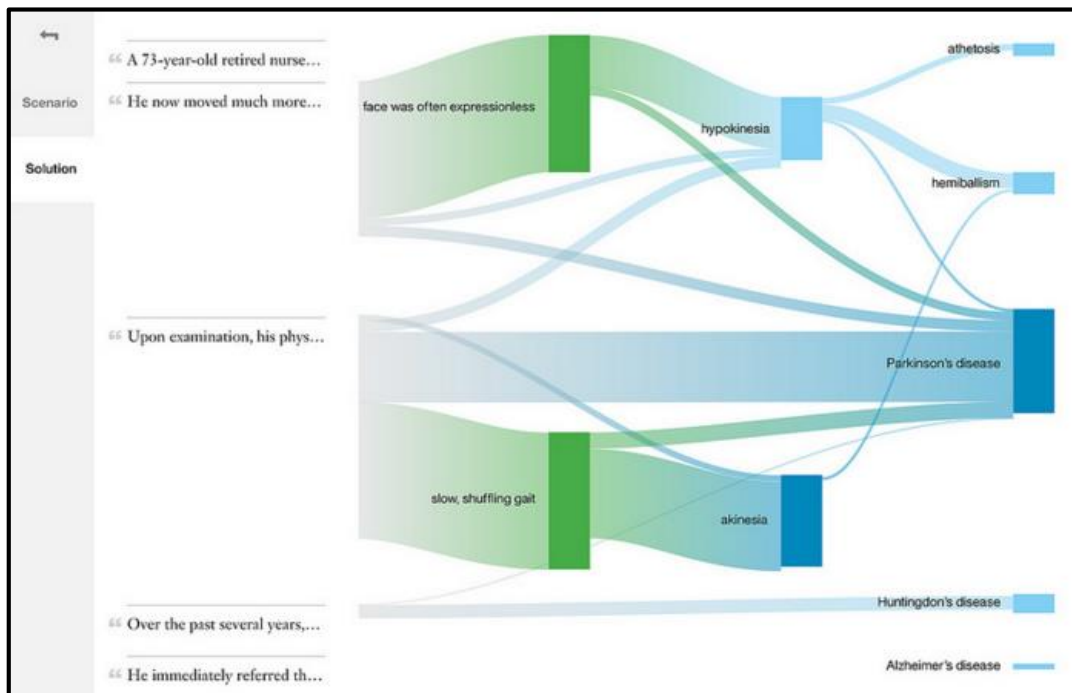 Scenario
Solution
“ A 73-year-old retired nurse...
“ He now moved much more...
“ Upon examination, his phys...
“ Over the past several years,...
“ He immediately referred th...
face was often expressionless
slow, shuffling gait
hypokinesia
akinesia
athetosis
hemiballism
Parkinson's disease
Huntingdon's disease
Alzheimer's disease